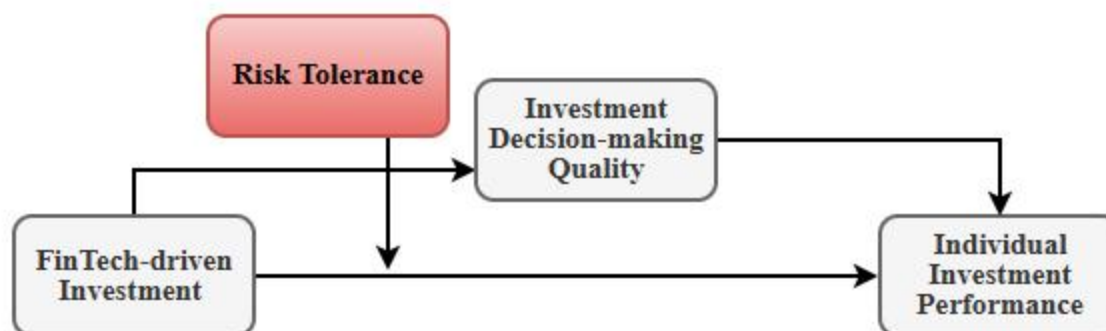 Risk Tolerance
Investment
Decision-making
Quality
FinTech-driven
Investment
Individual
Investment
Performance